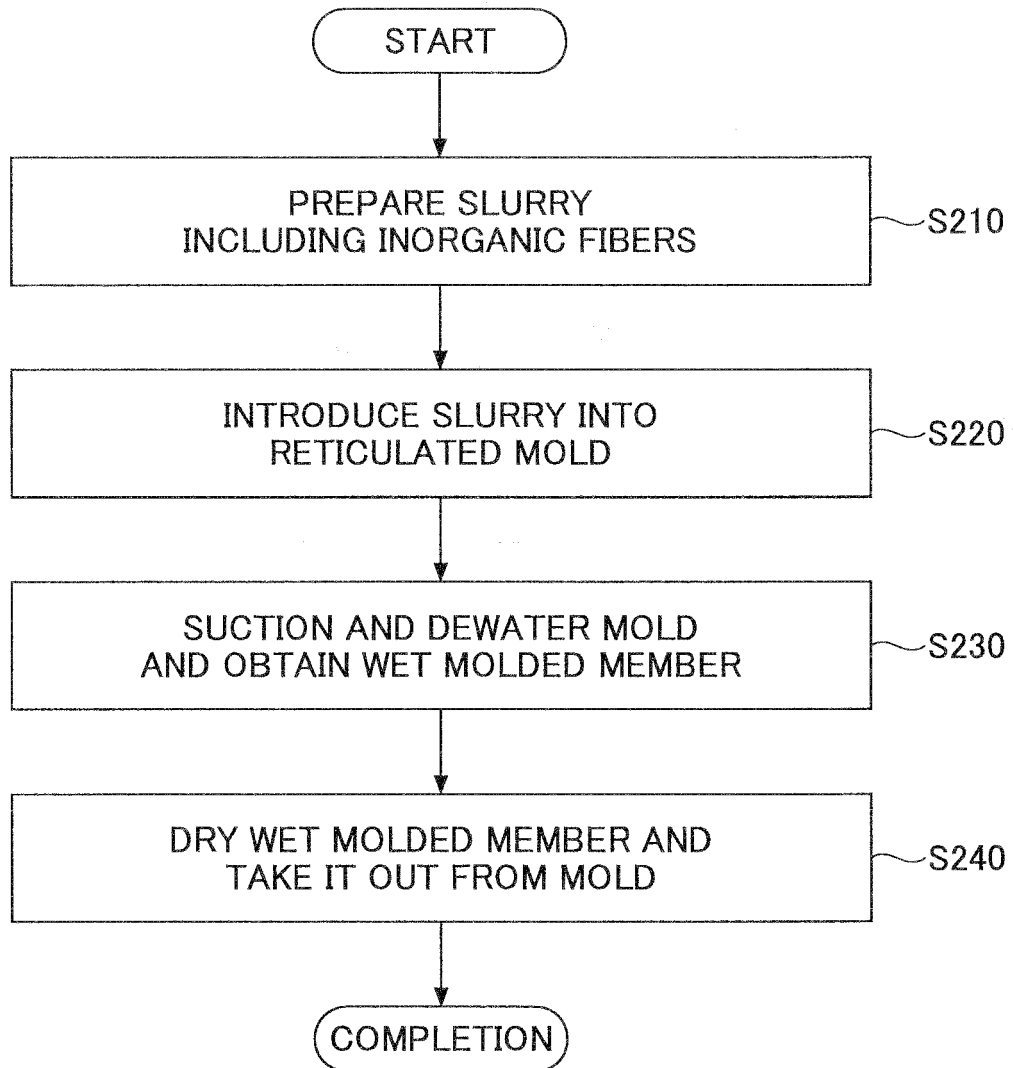 START
PREPARE SLURRY
INCLUDING INORGANIC FIBERS
S210
INTRODUCE SLURRY INTO
RETICULATED MOLD
S220
SUCTION AND DEWATER MOLD
AND OBTAIN WET MOLDED MEMBER
S230
DRY WET MOLDED MEMBER AND
TAKE IT OUT FROM MOLD
S240
COMPLETION